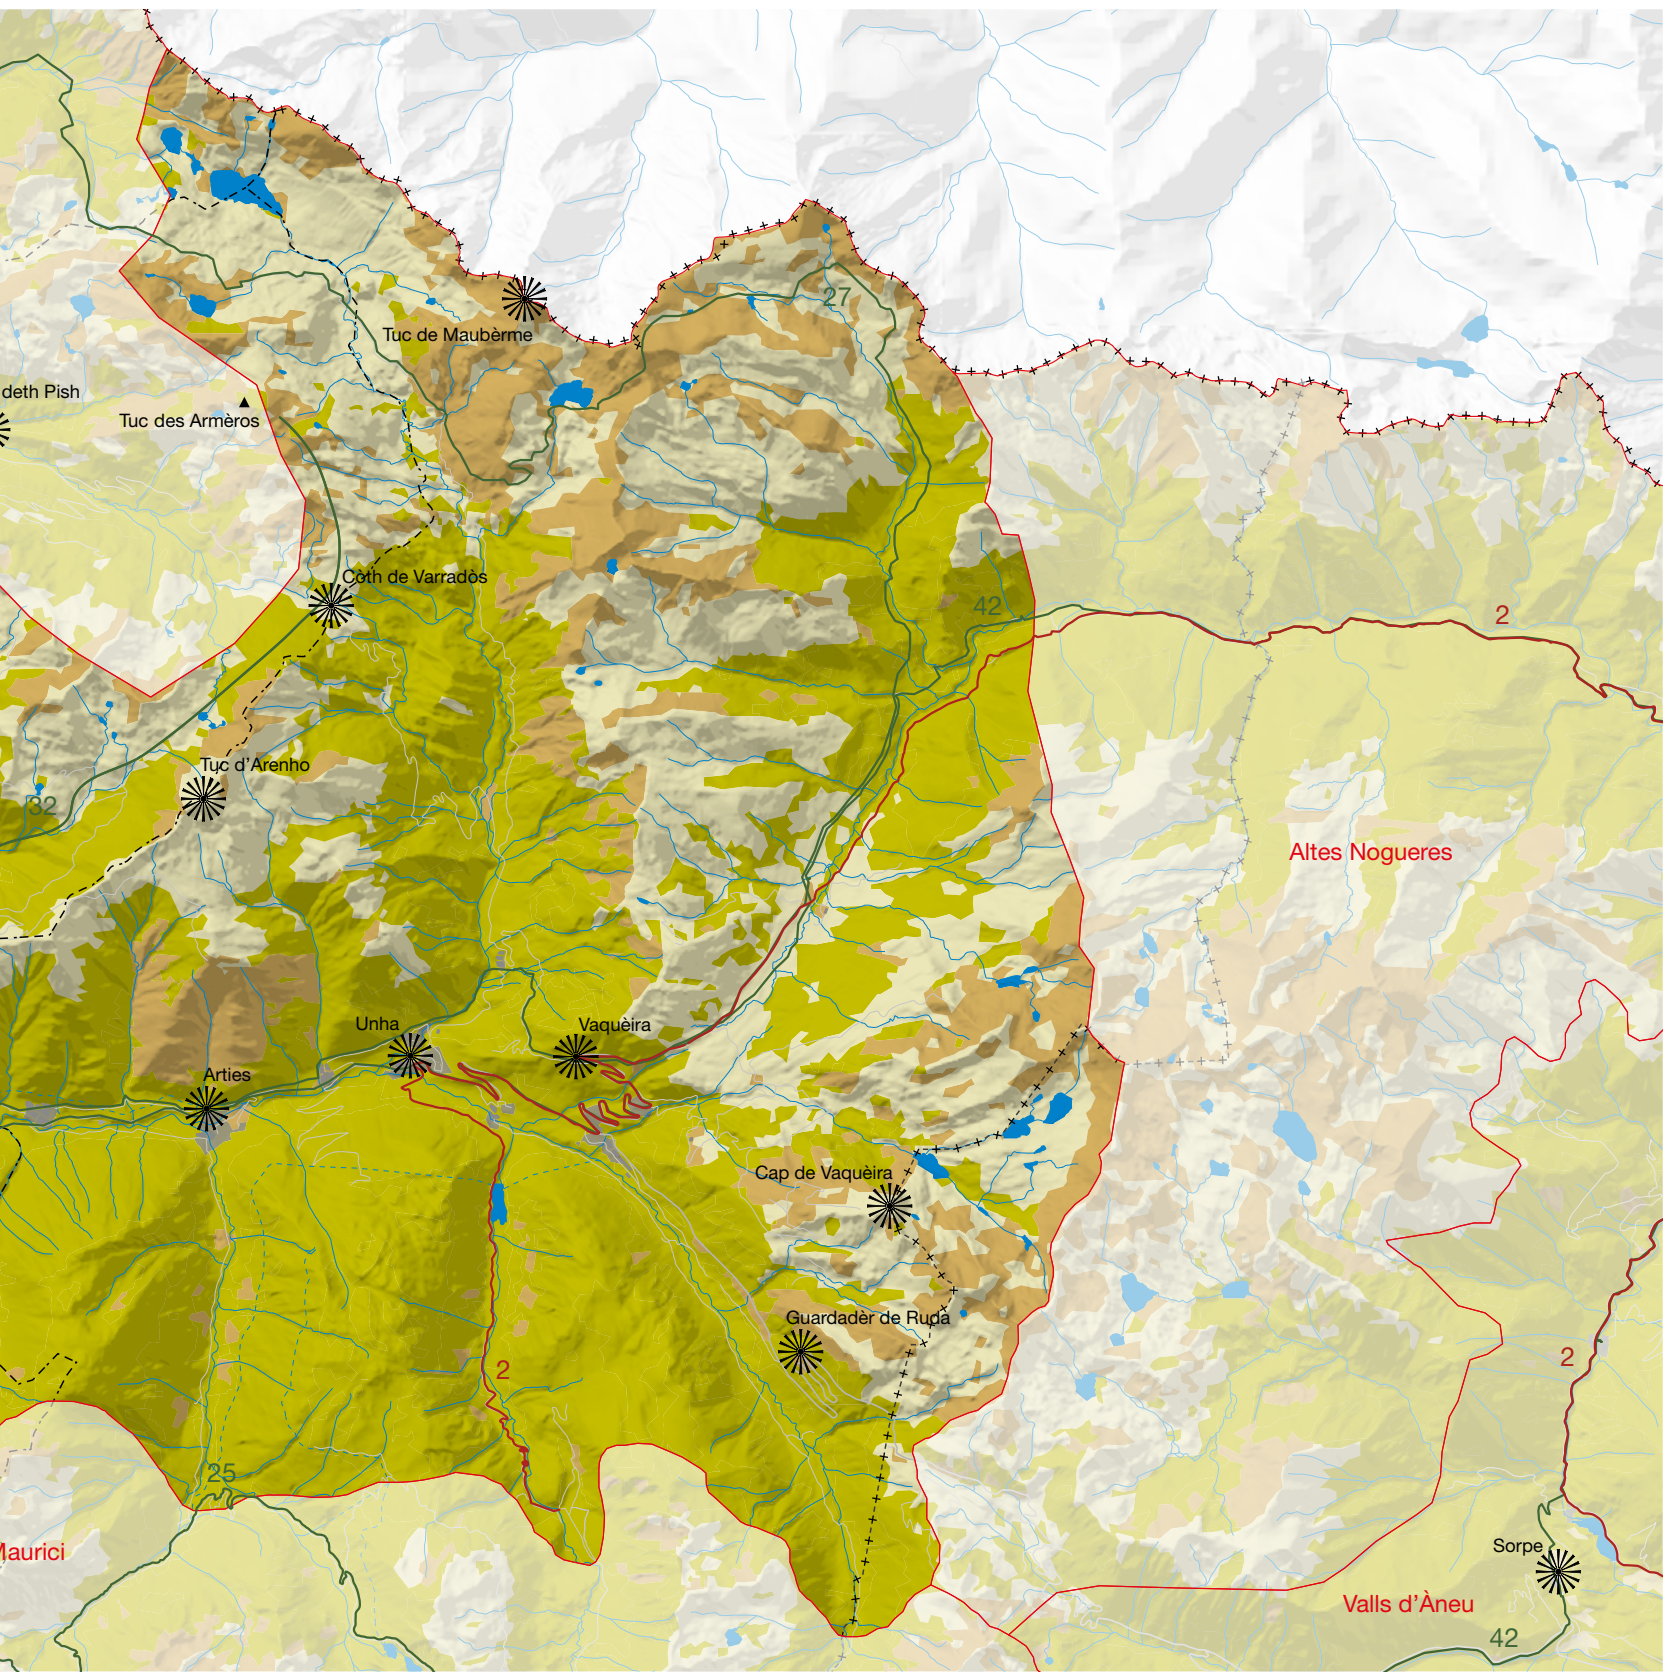 27
Tuc de Maubèrme
deth Pish
Tuc des Armèros
Còth de Varradòs
42
2
Tuc d'Arenho
32
Altes Nogueres
Unha
Vaquèira
Arties
Cap de Vaquèira
Guardadèr de Ruda
2
2
25
Maurici
Sorpe
Valls d'Àneu
42